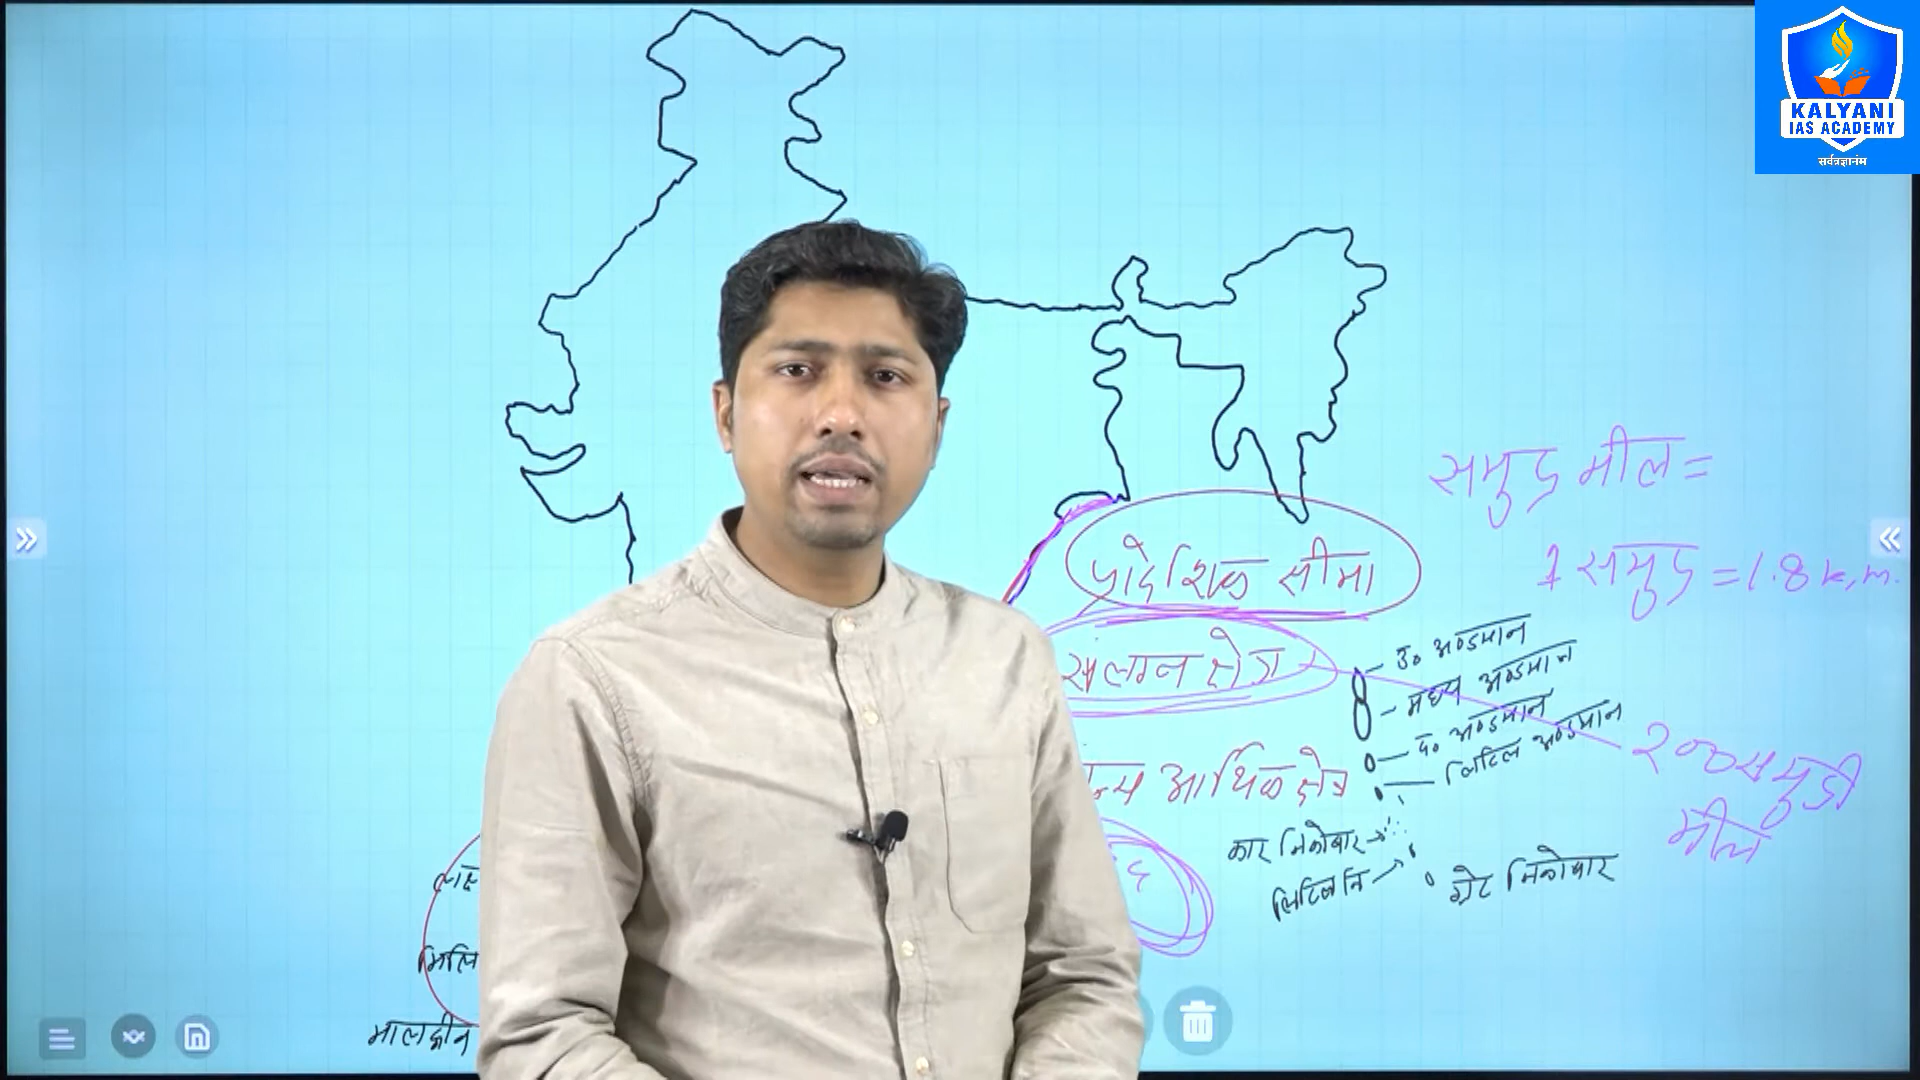 KALYANI
IAS ACADEMY
सर्वत्रज्ञानंम
समुद्र मील =
1 समुद्र = 1.8 k.m.
प्रादेशिक सीमा
संलग्न क्षेत्र
उ० अण्डमान
मध्य अण्डमान
द० अण्डमान
लिटिल अण्डमान
आर्थिक क्षेत्र
200 समुद्री
मील
कार निकोबार
लिटिल नि
ग्रेट निकोबार
मालद्वीव